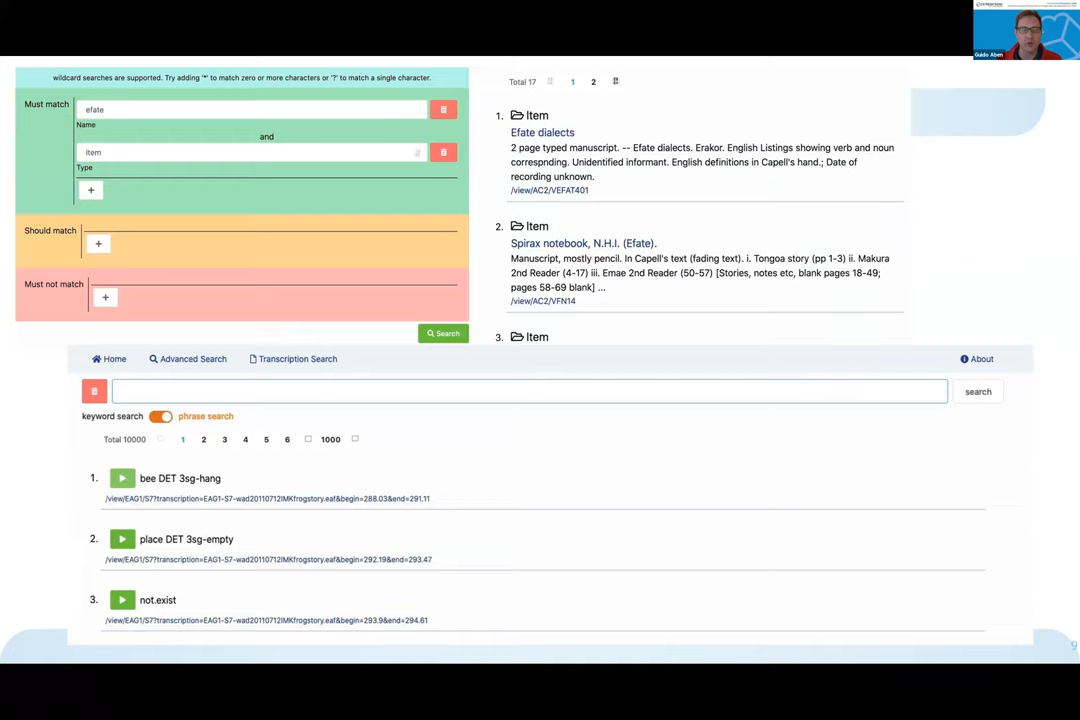 Guido Aben
wildcard searches are supported. Try adding '*' to match zero or more characters or '?' to match a single character.
Must match
efate
Name
and
item
Type
+
Should match
+
Must not match
+
Search
Total 17
1
2
1.
Item
Efate dialects
2 page typed manuscript. -- Efate dialects. Erakor. English Listings showing verb and noun
correspnding. Unidentified informant. English definitions in Capell's hand.; Date of
recording unknown.
/view/AC2/VEFAT401
2.
Item
Spirax notebook, N.H.I. (Efate).
Manuscript, mostly pencil. In Capell's text (fading text). i. Tongoa story (pp 1-3) ii. Makura
2nd Reader (4-17) iii. Emae 2nd Reader (50-57) [Stories, notes etc, blank pages 18-49;
pages 58-69 blank] ...
/view/AC2/VFN14
3.
Item
Home
Advanced Search
Transcription Search
About
search
keyword search
phrase search
Total 10000
1
2
3
4
5
6
1000
1.
bee DET 3sg-hang
/view/EAG1/S7?transcription=EAG1-S7-wad20110712IMKfrogstory.eaf&begin=288.03&end=291.11
2.
place DET 3sg-empty
/view/EAG1/S7?transcription=EAG1-S7-wad20110712IMKfrogstory.eaf&begin=292.19&end=293.47
3.
not.exist
/view/EAG1/S7?transcription=EAG1-S7-wad20110712IMKfrogstory.eaf&begin=293.9&end=294.61
9